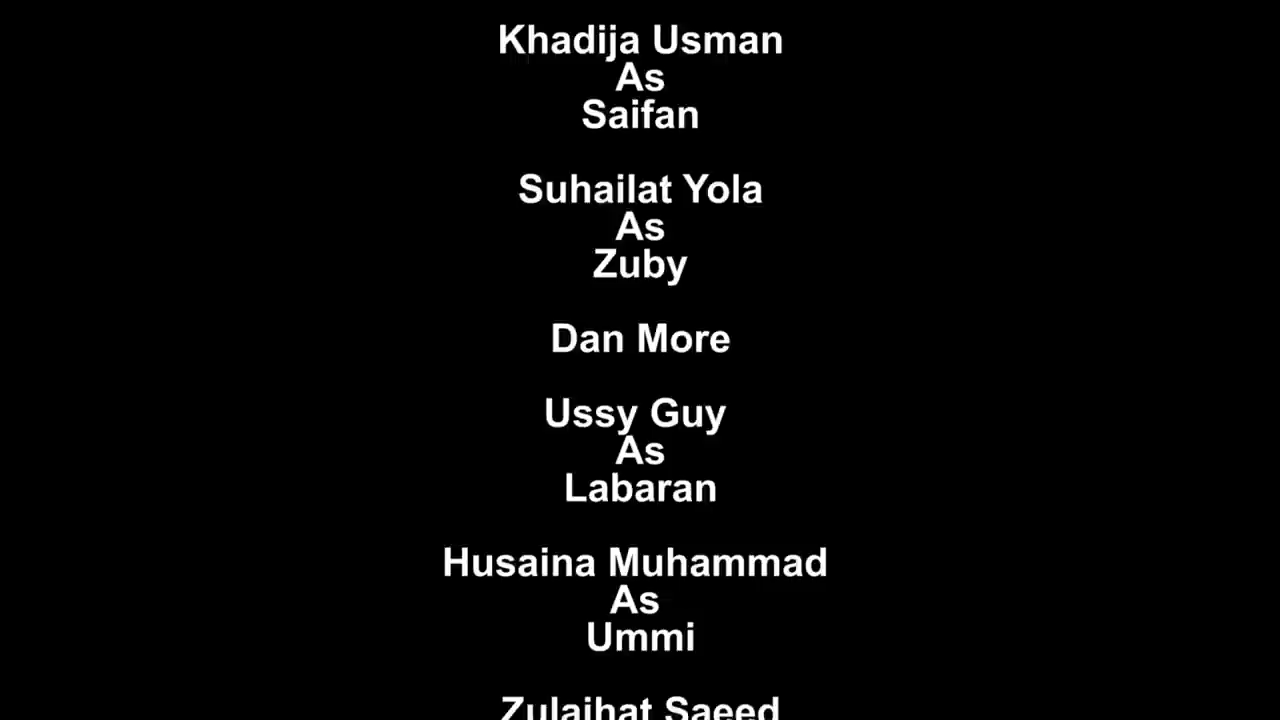 Khadija Usman
As
Saifan
Suhailat Yola
As
Zuby
Dan More
Ussy Guy
As
Labaran
Husaina Muhammad
As
Ummi
Zulaihat Saeed